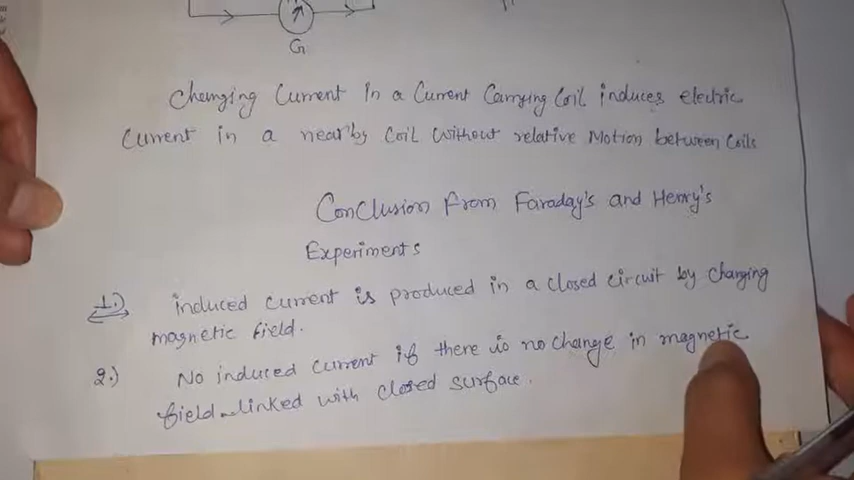 G
Changing Current in a Current Carrying Coil induces electric
Current in a nearby Coil Without relative Motion between Coils
Conclusion from Faraday's and Henry's
Experiments
1.) induced current is produced in a closed circuit by changing
magnetic field.
2.) No induced current if there is no change in magnetic
field linked with closed surface.